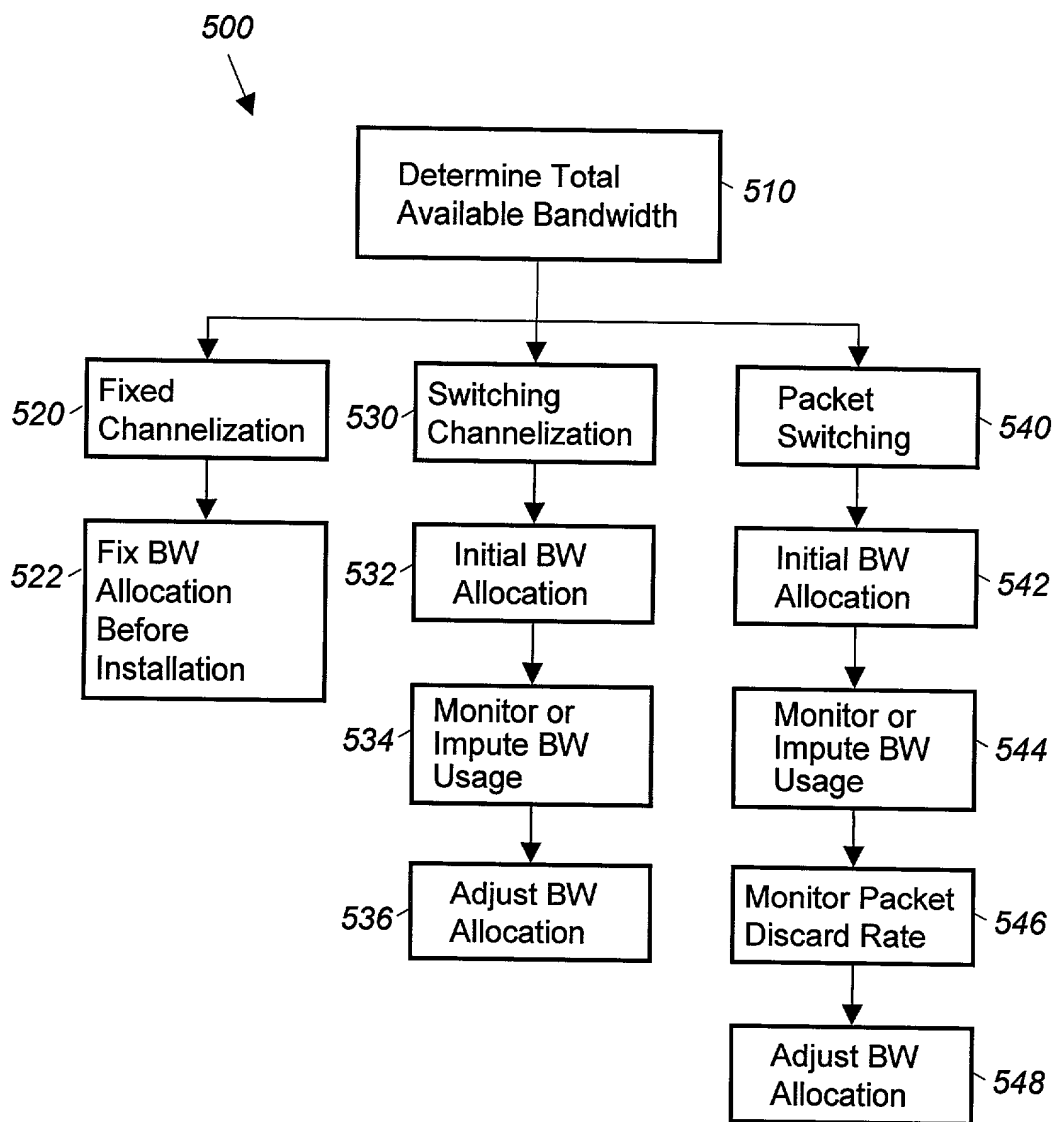 500
Determine Total
Available Bandwidth
510
Fixed
Channelization
520
Switching
Channelization
530
Packet
Switching
540
Fix BW
Allocation
Before
Installation
522
Initial BW
Allocation
532
Initial BW
Allocation
542
Monitor or
Impute BW
Usage
534
Monitor or
Impute BW
Usage
544
Adjust BW
Allocation
536
Monitor Packet
Discard Rate
546
Adjust BW
Allocation
548